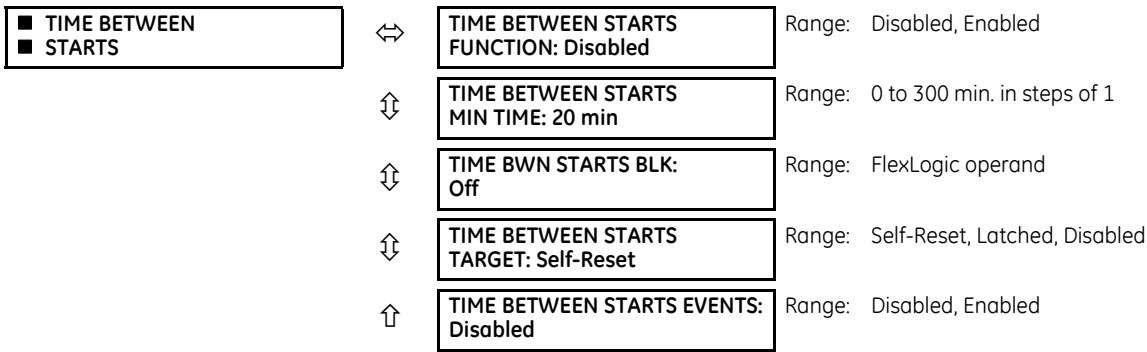 ■ TIME BETWEEN
■ STARTS
TIME BETWEEN STARTS
FUNCTION: Disabled
Range: Disabled, Enabled
TIME BETWEEN STARTS
MIN TIME: 20 min
Range: 0 to 300 min. in steps of 1
TIME BWN STARTS BLK:
Off
Range: FlexLogic operand
TIME BETWEEN STARTS
TARGET: Self-Reset
Range: Self-Reset, Latched, Disabled
TIME BETWEEN STARTS EVENTS:
Disabled
Range: Disabled, Enabled